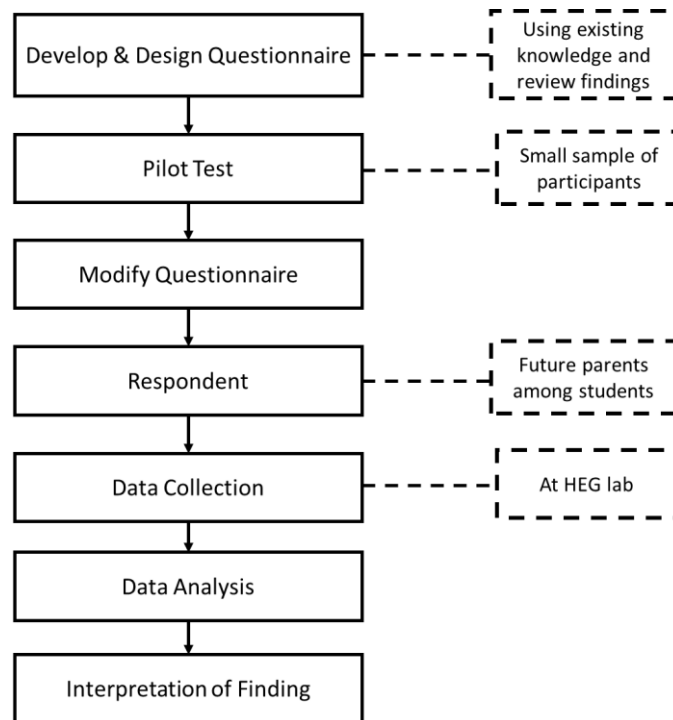 Develop & Design Questionnaire
Using existing
knowledge and
review findings
Pilot Test
Small sample of
participants
Modify Questionnaire
Respondent
Future parents
among students
Data Collection
At HEG lab
Data Analysis
Interpretation of Finding